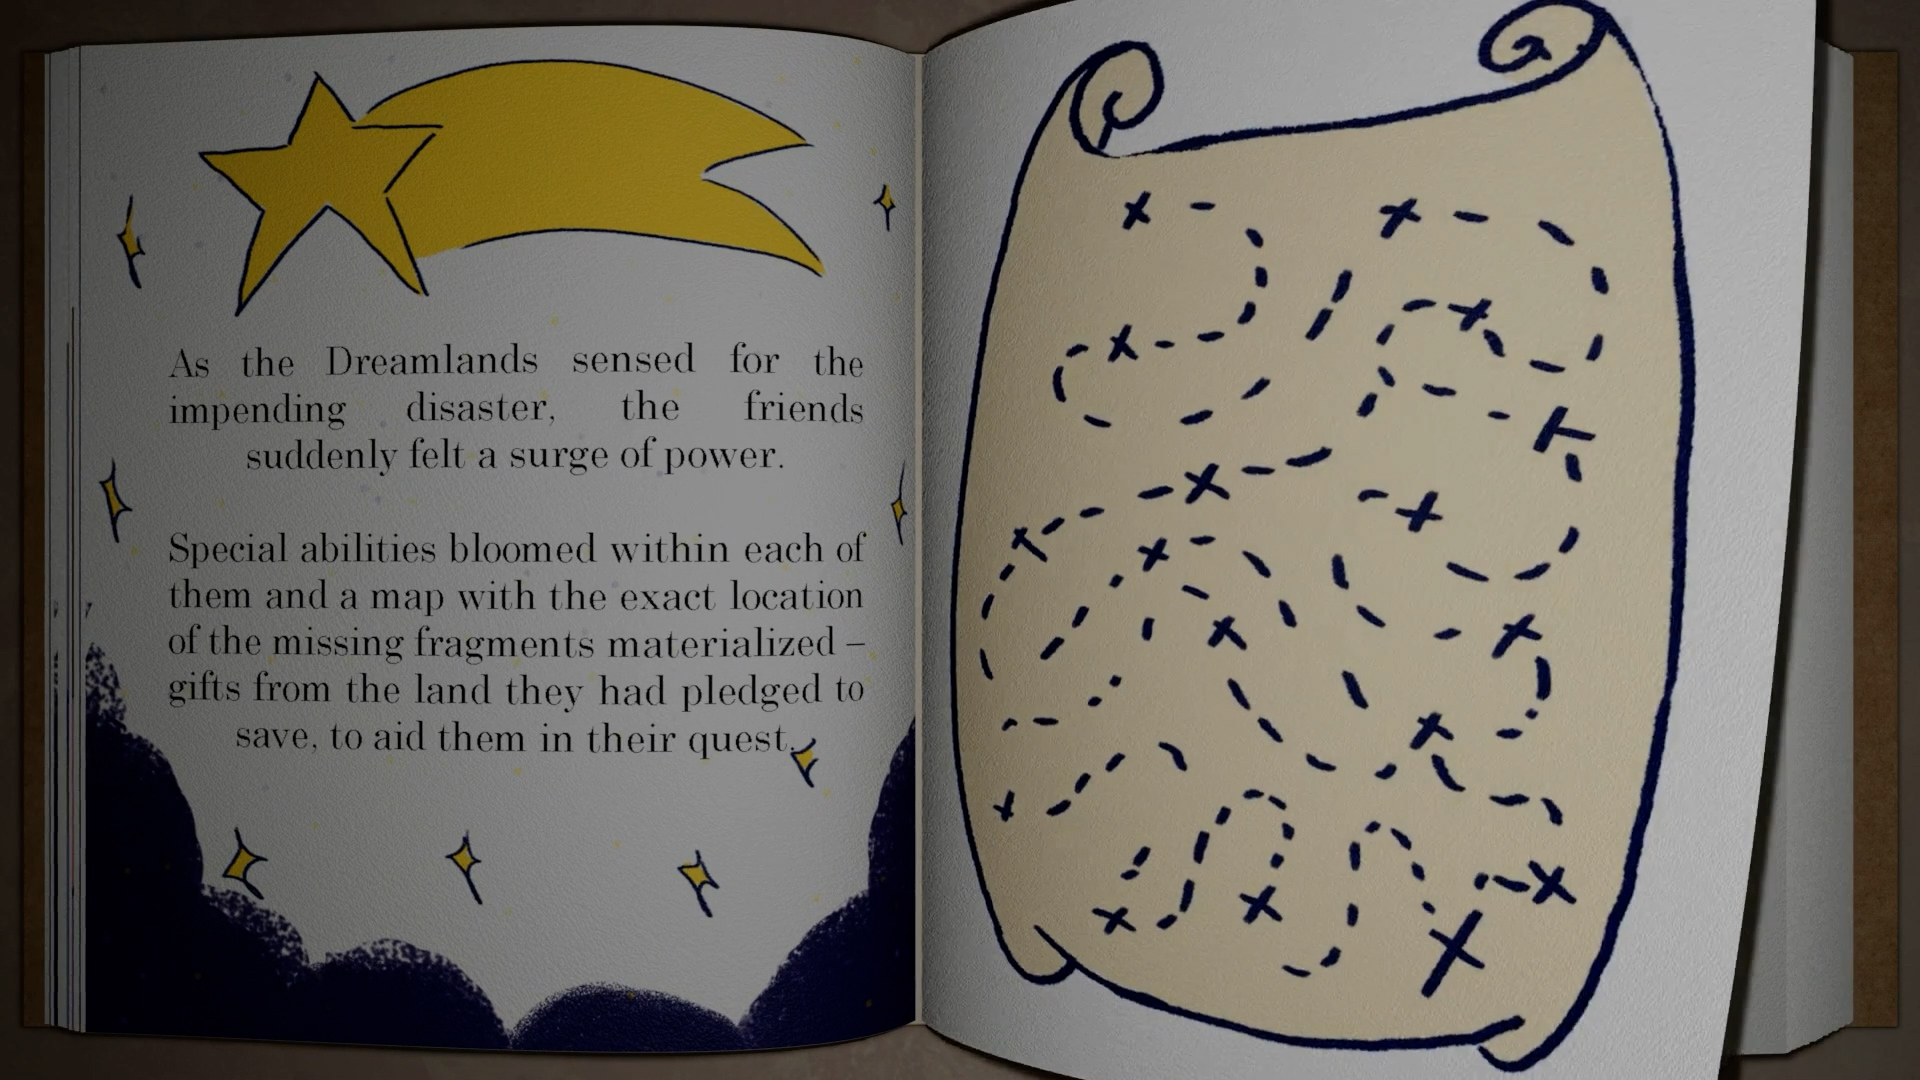 As the Dreamlands sensed for the
impending disaster, the friends
suddenly felt a surge of power.
Special abilities bloomed within each of
them and a map with the exact location
of the missing fragments materialized –
gifts from the land they had pledged to
save, to aid them in their quest.